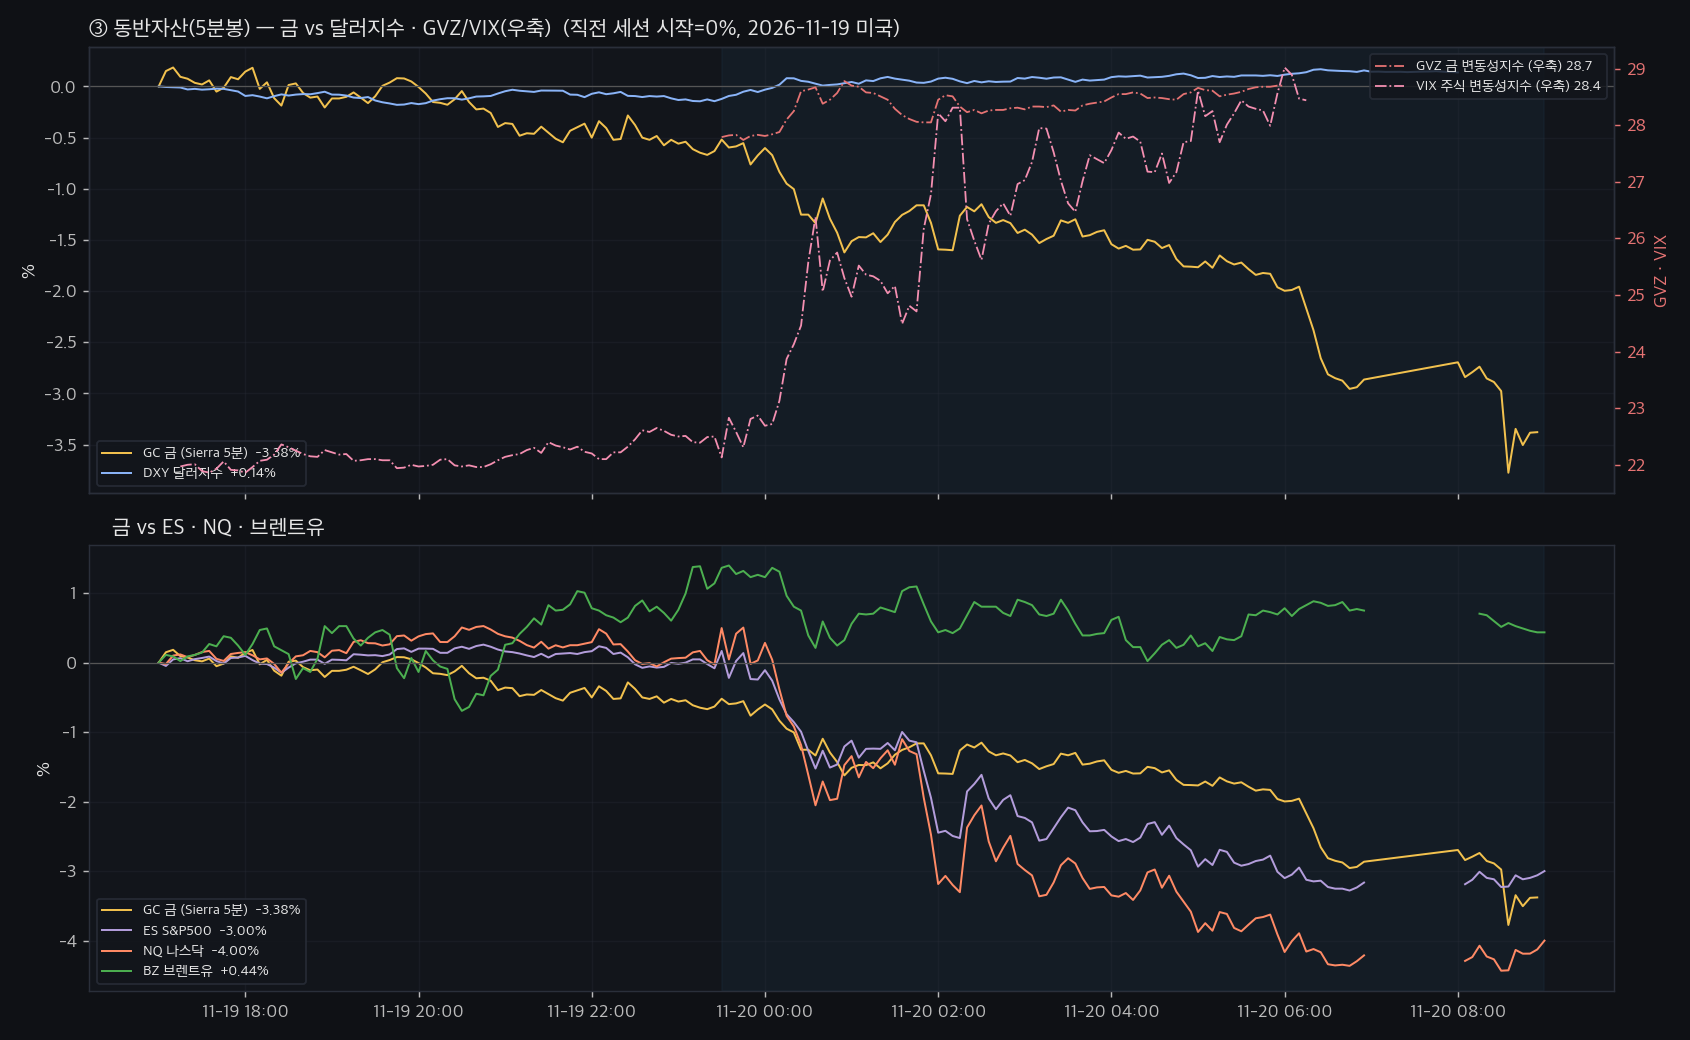 ③ 동반자산(5분봉) — 금 vs 달러지수 · GVZ/VIX(우축)  (직전 세션 시작=0%, 2026-11-19 미국)
GVZ 금 변동성지수 (우축) 28.7
VIX 주식 변동성지수 (우축) 28.4
0.0
−0.5
−1.0
−1.5
−2.0
−2.5
−3.0
−3.5
%
29
28
27
26
25
24
23
22
GVZ · VIX
GC 금 (Sierra 5분)  −3.38%
DXY 달러지수  +0.14%
금 vs ES · NQ · 브렌트유
1
0
−1
−2
−3
−4
%
GC 금 (Sierra 5분)  −3.38%
ES S&P500  −3.00%
NQ 나스닥  −4.00%
BZ 브렌트유  +0.44%
11-19 18:00
11-19 20:00
11-19 22:00
11-20 00:00
11-20 02:00
11-20 04:00
11-20 06:00
11-20 08:00